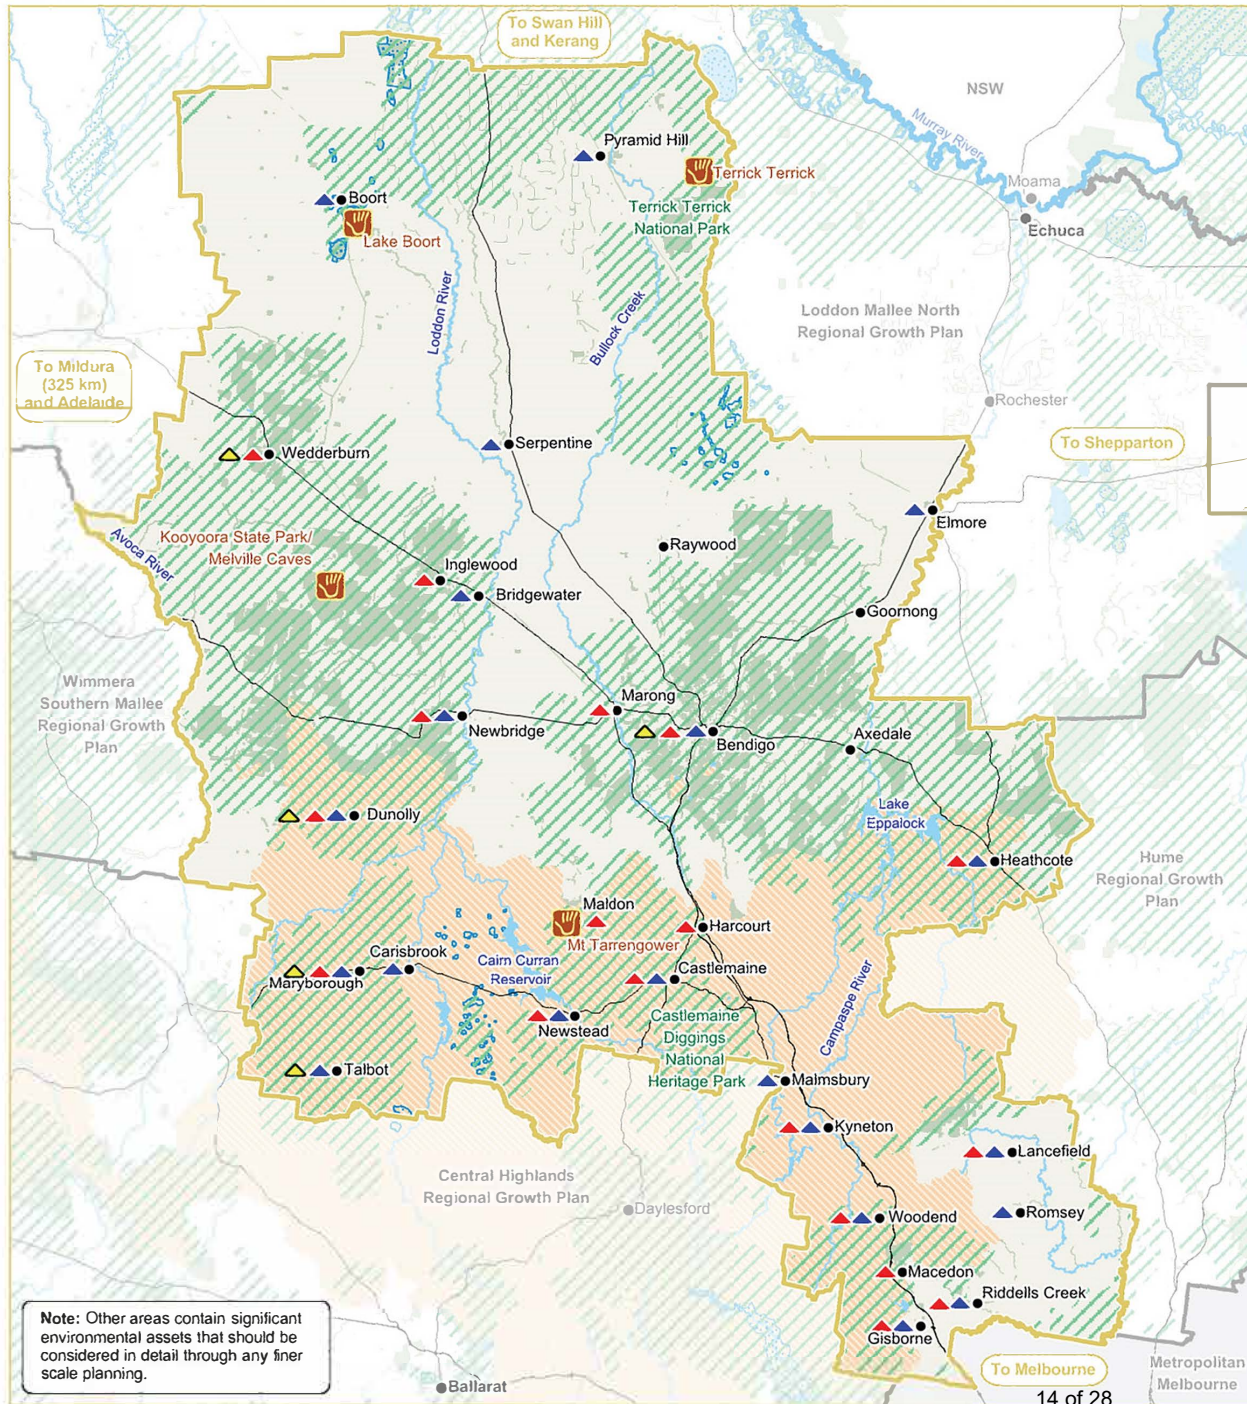 To Swan Hill
and Kerang
NSW
Murray River
Pyramid Hill
Terrick Terrick
Moama
Boort
Terrick Terrick
National Park
Echuca
Lake Boort
Loddon River
Bullock Creek
Loddon Mallee North
Regional Growth Plan
To Mildura
(325 km)
and Adelaide
Rochester
Serpentine
To Shepparton
Wedderburn
Elmore
Avoca River
Kooyoora State Park/
Melville Caves
Raywood
Inglewood
Bridgewater
Goornong
Wimmera
Southern Mallee
Regional Growth
Plan
Marong
Newbridge
Bendigo
Axedale
Dunolly
Lake
Eppalock
Heathcote
Hume
Regional Growth
Plan
Maldon
Harcourt
Mt Tarrengower
Carisbrook
Cairn Curran
Reservoir
Castlemaine
Maryborough
Campaspe River
Newstead
Castlemaine
Diggings
National
Heritage Park
Talbot
Malmsbury
Kyneton
Lancefield
Central Highlands
Regional Growth Plan
Daylesford
Woodend
Romsey
Macedon
Riddells Creek
Gisborne
Note: Other areas contain significant
environmental assets that should be
considered in detail through any finer
scale planning.
To Melbourne
Metropolitan
Melbourne
Ballarat
14 of 28